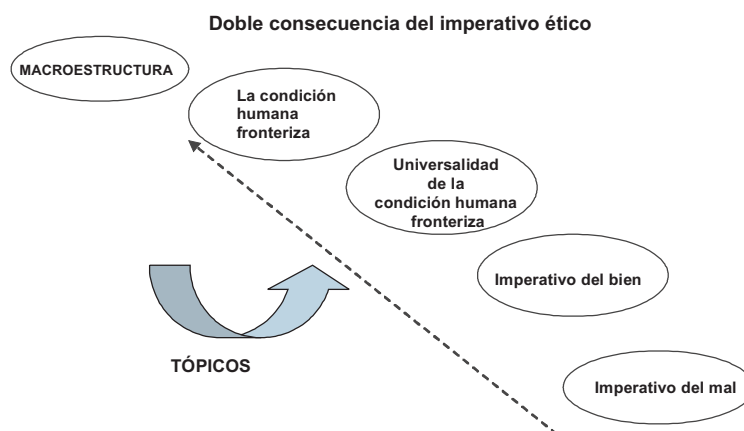 Doble consecuencia del imperativo ético
MACROESTRUCTURA
La condición
humana
fronteriza
Universalidad
de la
condición humana
fronteriza
Imperativo del bien
TÓPICOS
Imperativo del mal